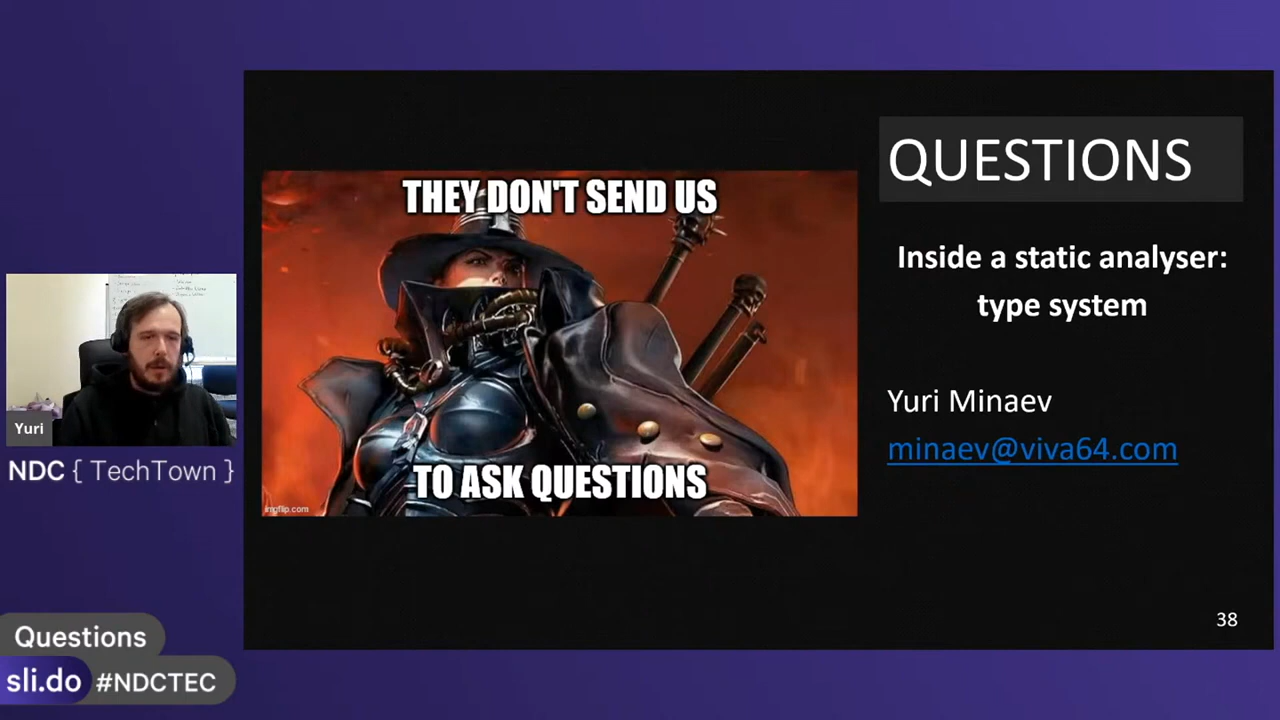 THEY DON'T SEND US
TO ASK QUESTIONS
imgflip.com
QUESTIONS
Inside a static analyser:
type system
Yuri Minaev
minaev@viva64.com
38
Yuri
NDC { TechTown }
Questions
sli.do #NDCTEC